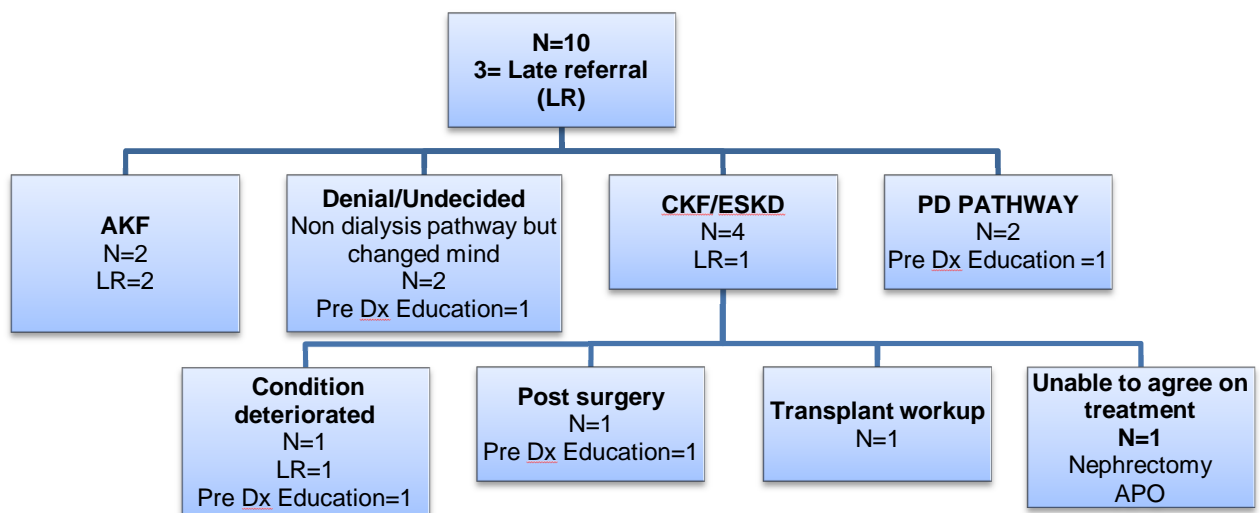 N=10
3= Late referral
(LR)
AKF
N=2
LR=2
Denial/Undecided
Non dialysis pathway but
changed mind
N=2
Pre Dx Education=1
CKF/ESKD
N=4
LR=1
PD PATHWAY
N=2
Pre Dx Education =1
Condition
deteriorated
N=1
LR=1
Pre Dx Education=1
Post surgery
N=1
Pre Dx Education=1
Transplant workup
N=1
Unable to agree on
treatment
N=1
Nephrectomy
APO